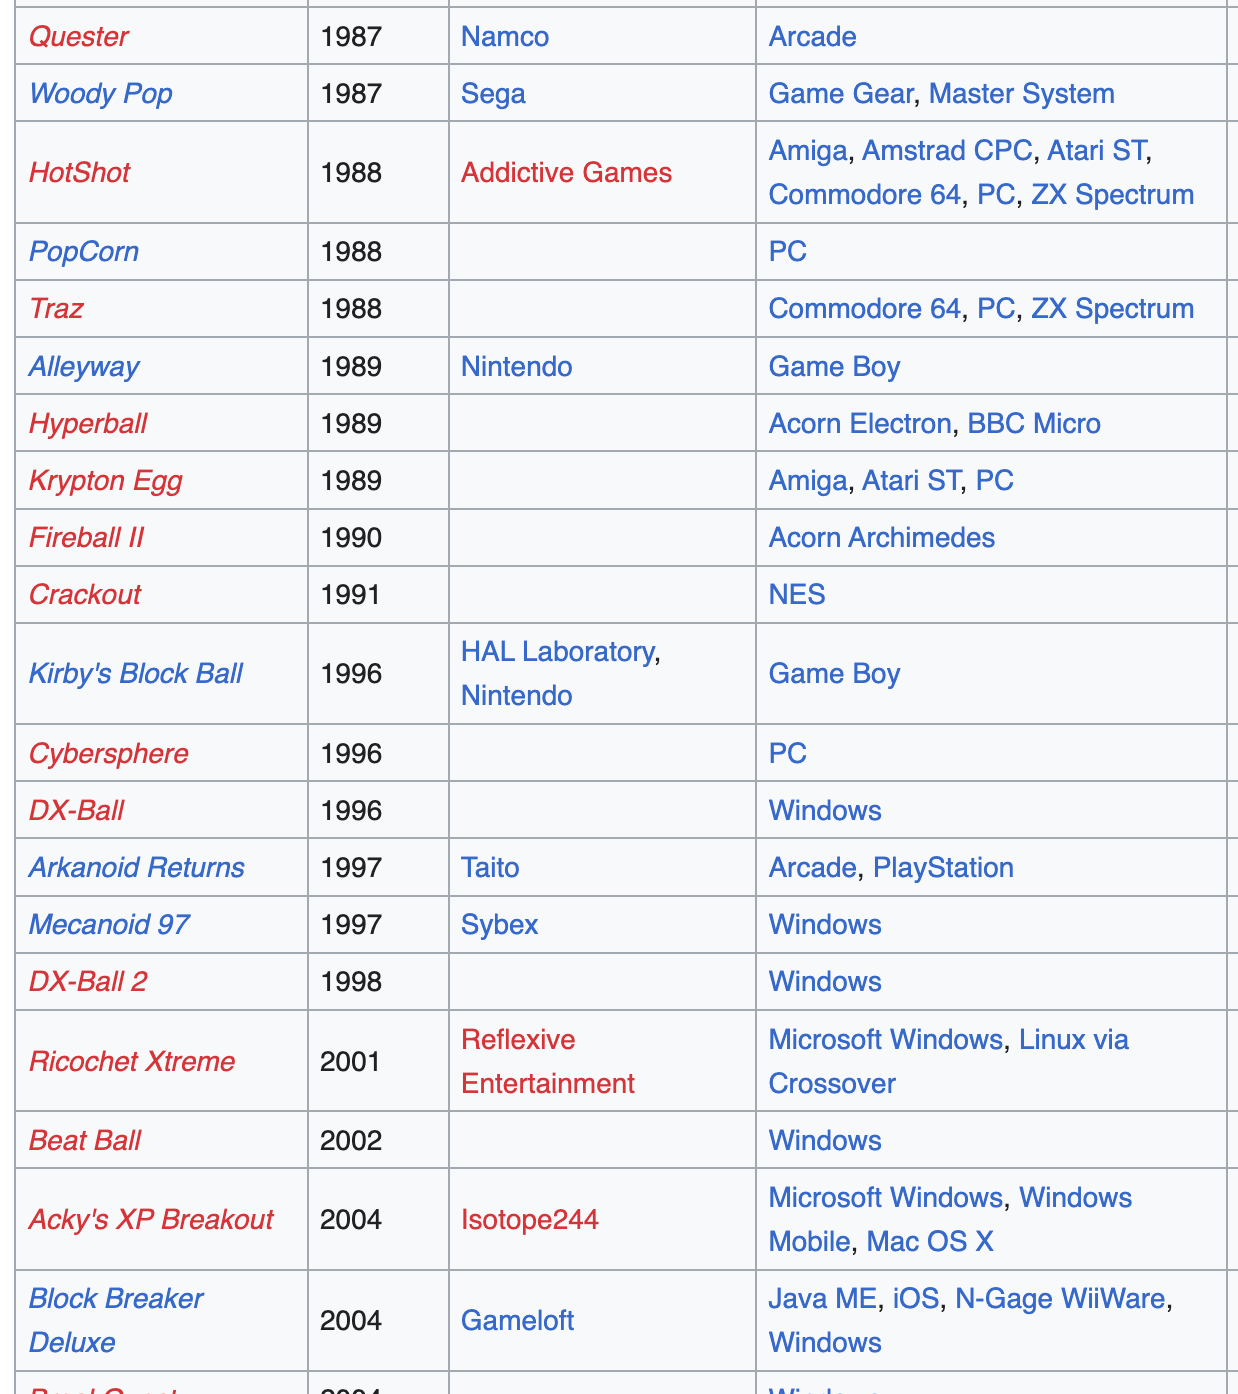 Quester 1987 Namco Arcade
Woody Pop 1987 Sega Game Gear, Master System
HotShot 1988 Addictive Games Amiga, Amstrad CPC, Atari ST,
Commodore 64, PC, ZX Spectrum
PopCorn 1988 PC
Traz 1988 Commodore 64, PC, ZX Spectrum
Alleyway 1989 Nintendo Game Boy
Hyperball 1989 Acorn Electron, BBC Micro
Krypton Egg 1989 Amiga, Atari ST, PC
Fireball II 1990 Acorn Archimedes
Crackout 1991 NES
Kirby's Block Ball 1996 HAL Laboratory,
Nintendo Game Boy
Cybersphere 1996 PC
DX-Ball 1996 Windows
Arkanoid Returns 1997 Taito Arcade, PlayStation
Mecanoid 97 1997 Sybex Windows
DX-Ball 2 1998 Windows
Ricochet Xtreme 2001 Reflexive
Entertainment Microsoft Windows, Linux via
Crossover
Beat Ball 2002 Windows
Acky's XP Breakout 2004 Isotope244 Microsoft Windows, Windows
Mobile, Mac OS X
Block Breaker
Deluxe 2004 Gameloft Java ME, iOS, N-Gage WiiWare,
Windows